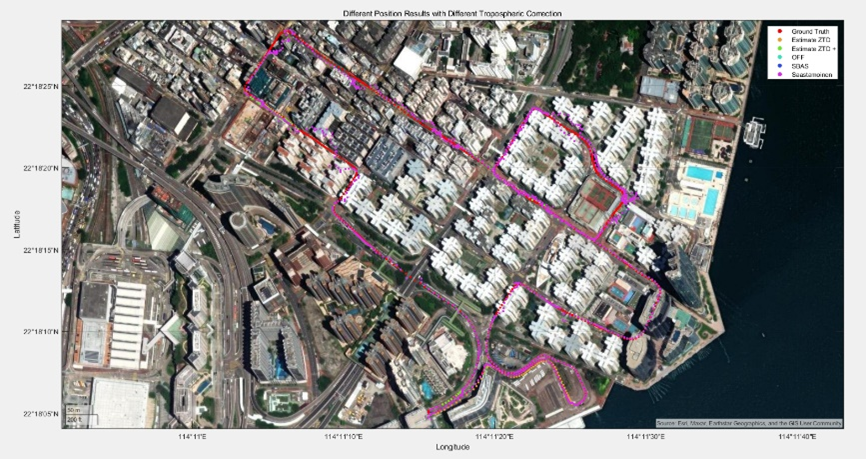 Different Position Results with Different Tropospheric Correction
Ground Truth
Estimate ZTD
Estimate ZTD +
OFF
SBAS
Saastamoinen
22°18'25"N
22°18'20"N
22°18'15"N
22°18'10"N
22°18'05"N
Latitude
50 m
200 ft
Source: Esri, Maxar, Earthstar Geographics, and the GIS User Community
114°11'E
114°11'10"E
114°11'20"E
114°11'30"E
114°11'40"E
Longitude